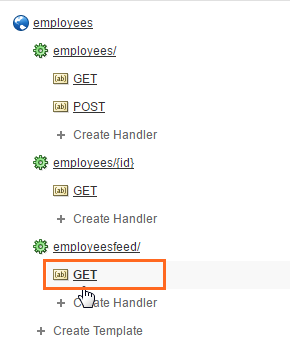 employees
employees/
GET
POST
Create Handler
employees/{id}
GET
Create Handler
employeesfeed/
GET
Create Handler
Create Template